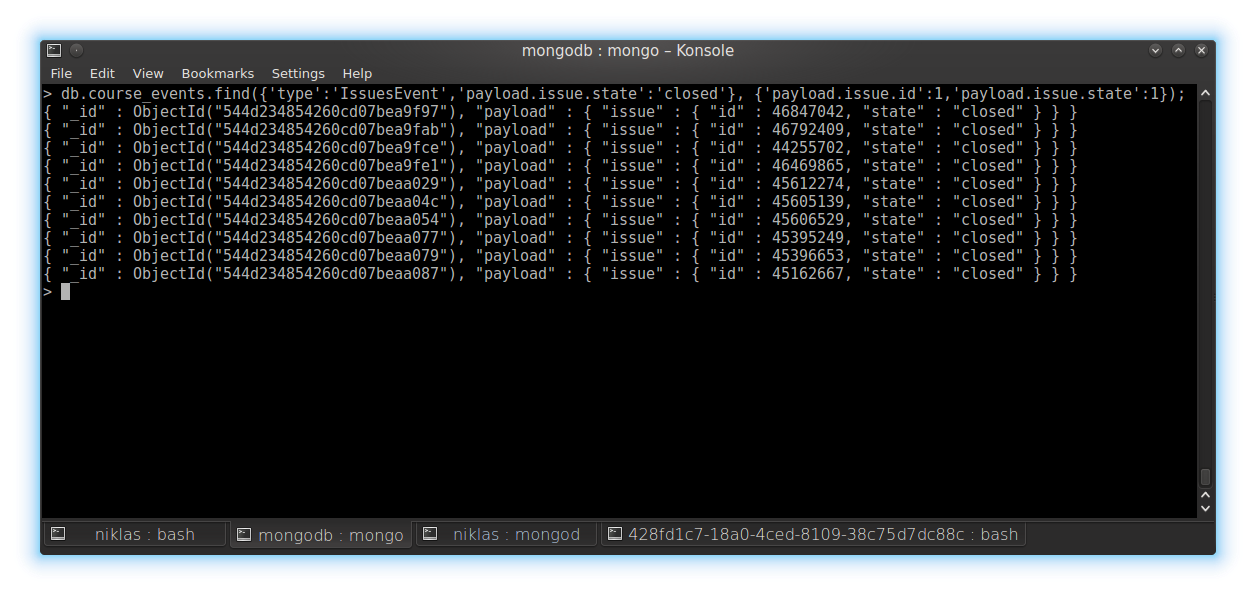 mongodb : mongo – Konsole
File Edit View Bookmarks Settings Help
> db.course_events.find({'type':'IssuesEvent','payload.issue.state':'closed'}, {'payload.issue.id':1,'payload.issue.state':1});
{ "_id" : ObjectId("544d234854260cd07bea9f97"), "payload" : { "issue" : { "id" : 46847042, "state" : "closed" } } }
{ "_id" : ObjectId("544d234854260cd07bea9fab"), "payload" : { "issue" : { "id" : 46792409, "state" : "closed" } } }
{ "_id" : ObjectId("544d234854260cd07bea9fce"), "payload" : { "issue" : { "id" : 44255702, "state" : "closed" } } }
{ "_id" : ObjectId("544d234854260cd07bea9fe1"), "payload" : { "issue" : { "id" : 46469865, "state" : "closed" } } }
{ "_id" : ObjectId("544d234854260cd07beaa029"), "payload" : { "issue" : { "id" : 45612274, "state" : "closed" } } }
{ "_id" : ObjectId("544d234854260cd07beaa04c"), "payload" : { "issue" : { "id" : 45605139, "state" : "closed" } } }
{ "_id" : ObjectId("544d234854260cd07beaa054"), "payload" : { "issue" : { "id" : 45606529, "state" : "closed" } } }
{ "_id" : ObjectId("544d234854260cd07beaa077"), "payload" : { "issue" : { "id" : 45395249, "state" : "closed" } } }
{ "_id" : ObjectId("544d234854260cd07beaa079"), "payload" : { "issue" : { "id" : 45396653, "state" : "closed" } } }
{ "_id" : ObjectId("544d234854260cd07beaa087"), "payload" : { "issue" : { "id" : 45162667, "state" : "closed" } } }
>
niklas : bash mongodb : mongo niklas : mongod 428fd1c7-18a0-4ced-8109-38c75d7dc88c : bash